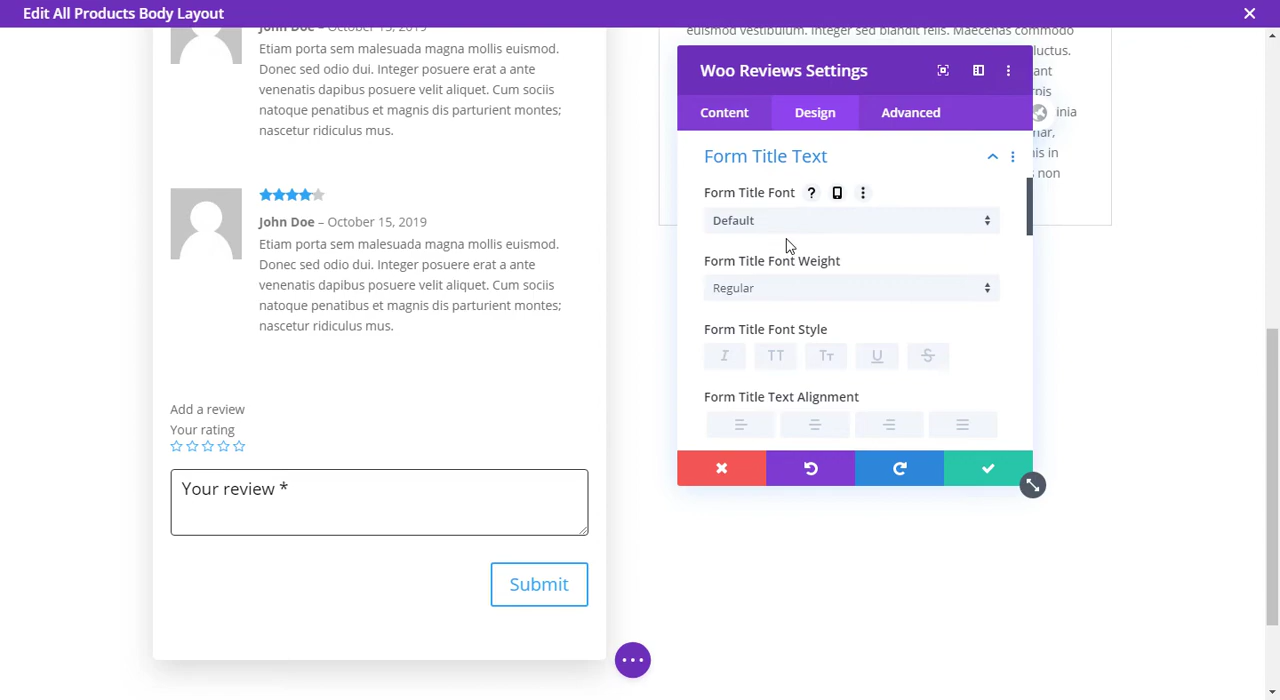 Edit All Products Body Layout
John Doe – October 15, 2019
Etiam porta sem malesuada magna mollis euismod.
Donec sed odio dui. Integer posuere erat a ante
venenatis dapibus posuere velit aliquet. Cum sociis
natoque penatibus et magnis dis parturient montes;
nascetur ridiculus mus.
John Doe – October 15, 2019
Etiam porta sem malesuada magna mollis euismod.
Donec sed odio dui. Integer posuere erat a ante
venenatis dapibus posuere velit aliquet. Cum sociis
natoque penatibus et magnis dis parturient montes;
nascetur ridiculus mus.
Add a review
Your rating
Your review *
Submit
euismod vestibulum. Integer sed blandit felis. Maecenas commodo
luctus.
inia
nar,
nis in
s non
Woo Reviews Settings
Content
Design
Advanced
Form Title Text
Form Title Font ?
Default
Form Title Font Weight
Regular
Form Title Font Style
I TT Tт U S
Form Title Text Alignment